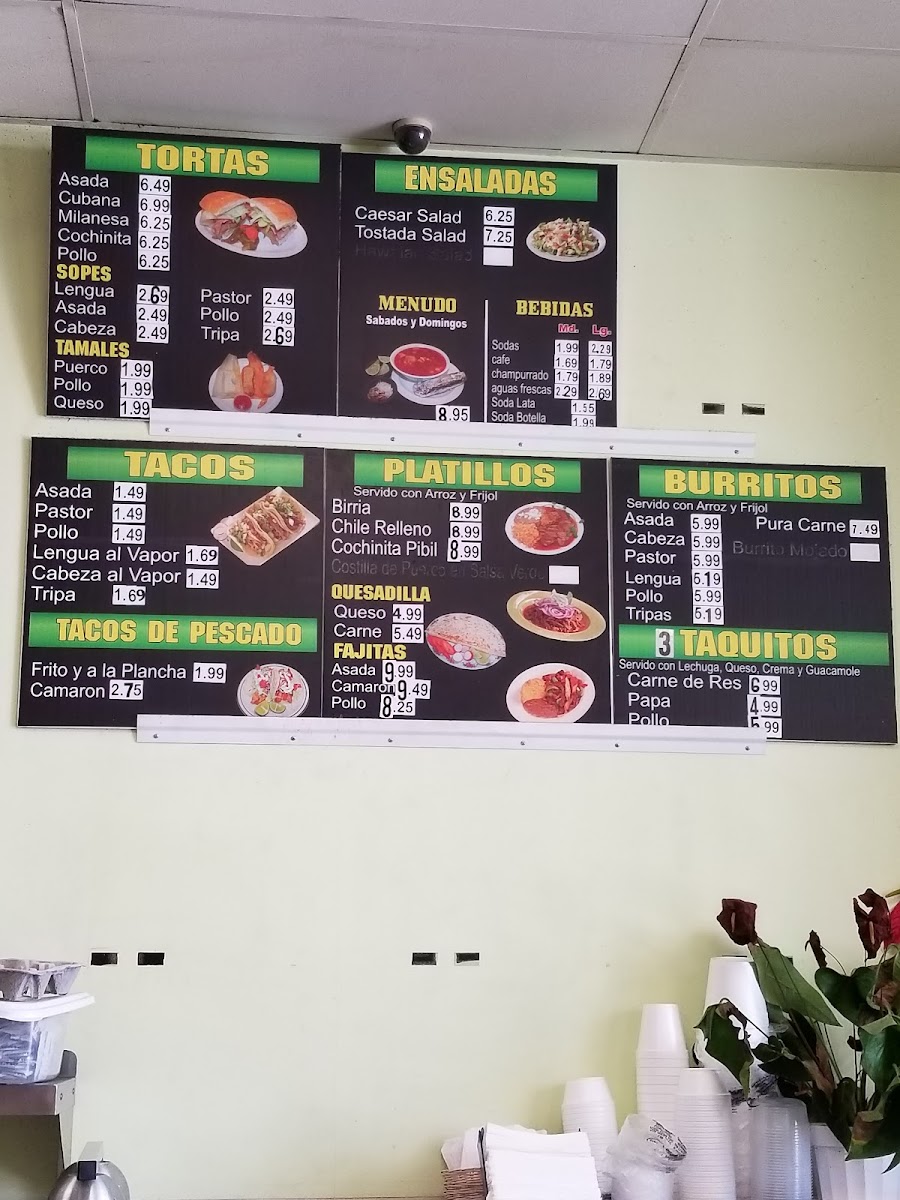 TORTAS
Asada 6.49
Cubana 6.99
Milanesa 6.25
Cochinita 6.25
Pollo 6.25
SOPES
Lengua 2.69
Asada 2.49
Cabeza 2.49
Pastor 2.49
Pollo 2.49
Tripa 2.69
TAMALES
Puerco 1.99
Pollo 1.99
Queso 1.99
ENSALADAS
Caesar Salad 6.25
Tostada Salad 7.25
MENUDO
Sabados y Domingos
8.95
BEBIDAS
Md. Lg.
Sodas 1.99 2.29
cafe 1.69 1.79
champurrado 1.79 1.89
aguas frescas 2.29 2.69
Soda Lata 1.55
Soda Botella 1.99
TACOS
Asada 1.49
Pastor 1.49
Pollo 1.49
Lengua al Vapor 1.69
Cabeza al Vapor 1.49
Tripa 1.69
TACOS DE PESCADO
Frito y a la Plancha 1.99
Camaron 2.75
PLATILLOS
Servido con Arroz y Frijol
Birria 8.99
Chile Relleno 8.99
Cochinita Pibil 8.99
Costilla de Puerco en Salsa Verde
QUESADILLA
Queso 4.99
Carne 5.49
FAJITAS
Asada 9.99
Camaron 9.49
Pollo 8.25
BURRITOS
Servido con Arroz y Frijol
Asada 5.99
Cabeza 5.99
Pastor 5.99
Lengua 6.19
Pollo 5.99
Tripas 6.19
Pura Carne 7.49
Burrito Mojado
3 TAQUITOS
Servido con Lechuga, Queso, Crema y Guacamole
Carne de Res 6.99
Papa 4.99
Pollo 5.99